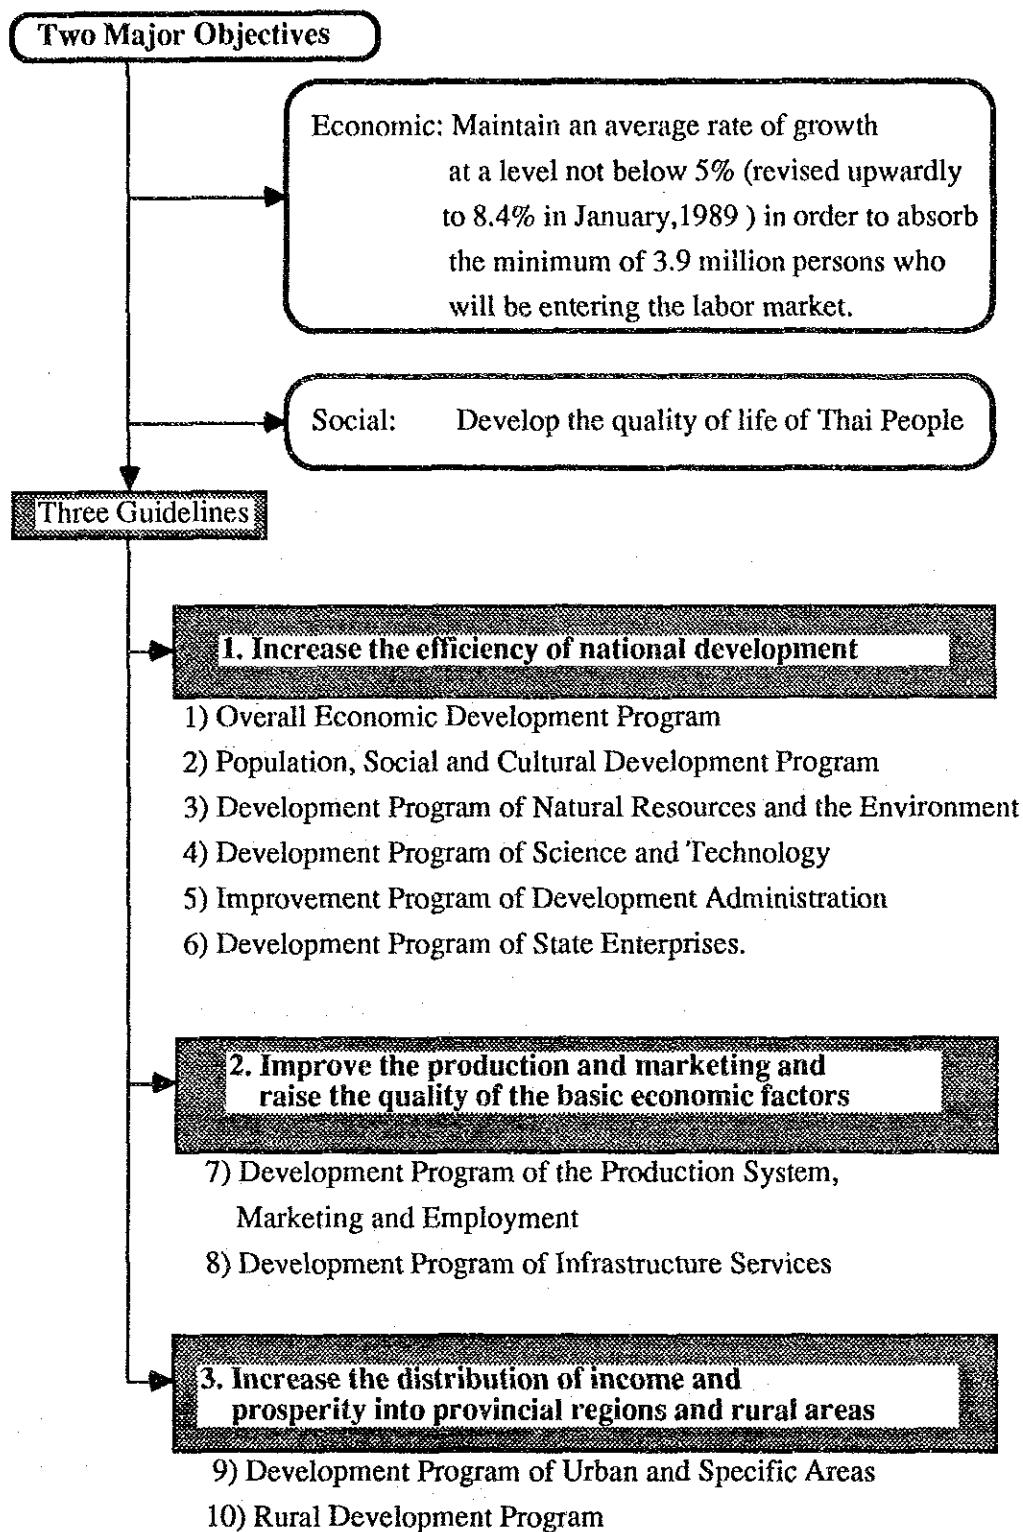 Two Major Objectives
Economic: Maintain an average rate of growth
at a level not below 5% (revised upwardly
to 8.4% in January,1989 ) in order to absorb
the minimum of 3.9 million persons who
will be entering the labor market.
Social: Develop the quality of life of Thai People
Three Guidelines
1. Increase the efficiency of national development
1) Overall Economic Development Program
2) Population, Social and Cultural Development Program
3) Development Program of Natural Resources and the Environment
4) Development Program of Science and Technology
5) Improvement Program of Development Administration
6) Development Program of State Enterprises.
2. Improve the production and marketing and
raise the quality of the basic economic factors
7) Development Program of the Production System,
Marketing and Employment
8) Development Program of Infrastructure Services
3. Increase the distribution of income and
prosperity into provincial regions and rural areas
9) Development Program of Urban and Specific Areas
10) Rural Development Program